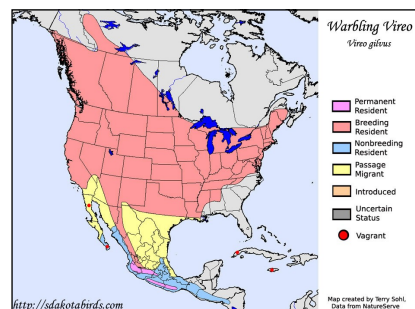 Warbling Vireo
Vireo gilvus
Permanent
Resident
Breeding
Resident
Nonbreeding
Resident
Passage
Migrant
Introduced
Uncertain
Status
Vagrant
http://sdakotabirds.com
Map created by Terry Sohl,
Data from NatureServe